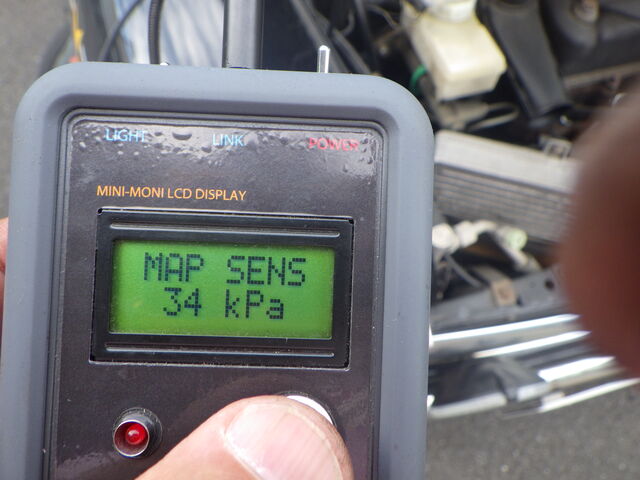 LIGHT LINK POWER
MINI-MONI LCD DISPLAY
MAP SENS
34 kPa